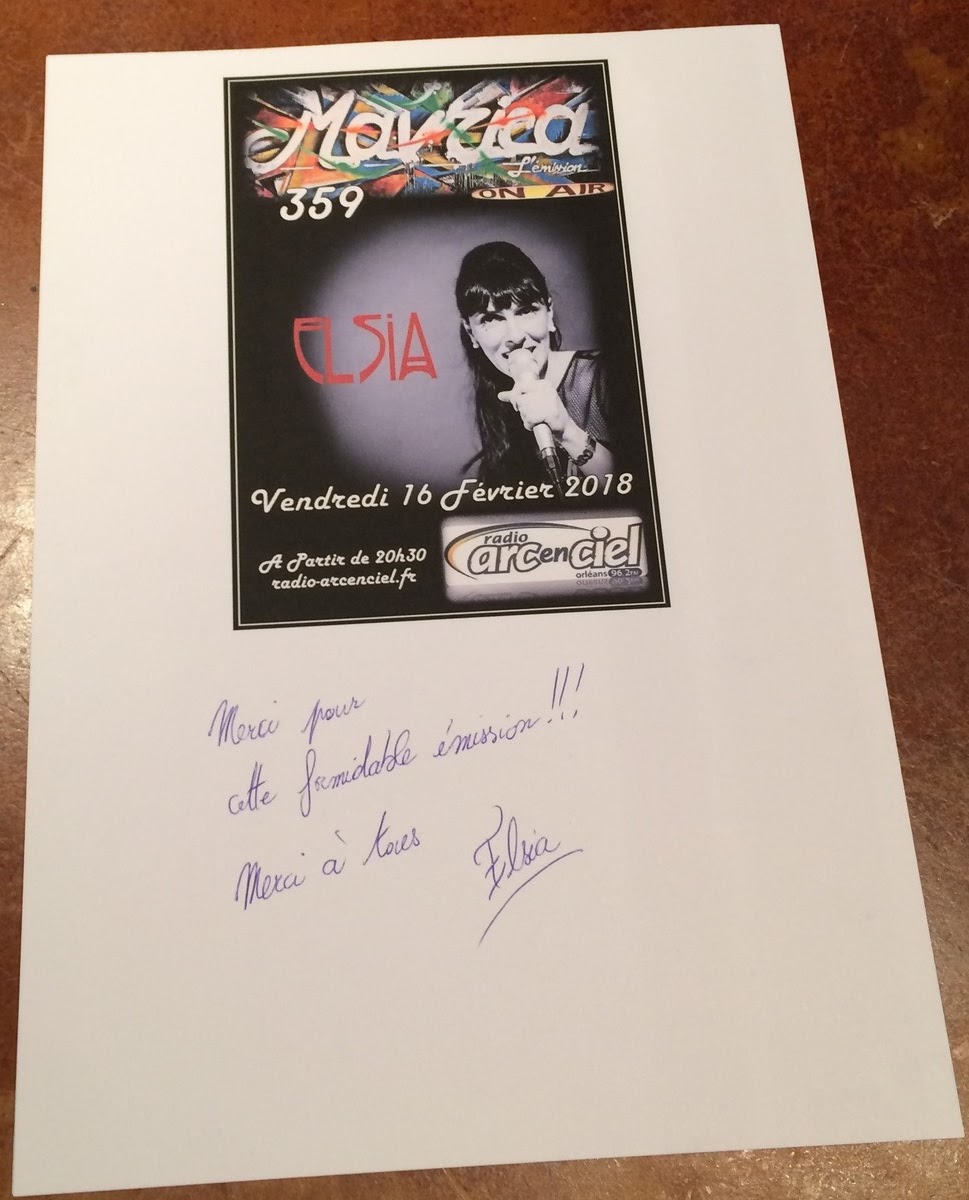 Mavrica
L'émission
ON AIR
359
ELSiA
Vendredi 16 Février 2018
A Partir de 20h30
radio-arcenciel.fr
radio
arcenciel
orléans 96.2FM
Merci pour
cette formidable émission!!!
Merci à tous
Elsia